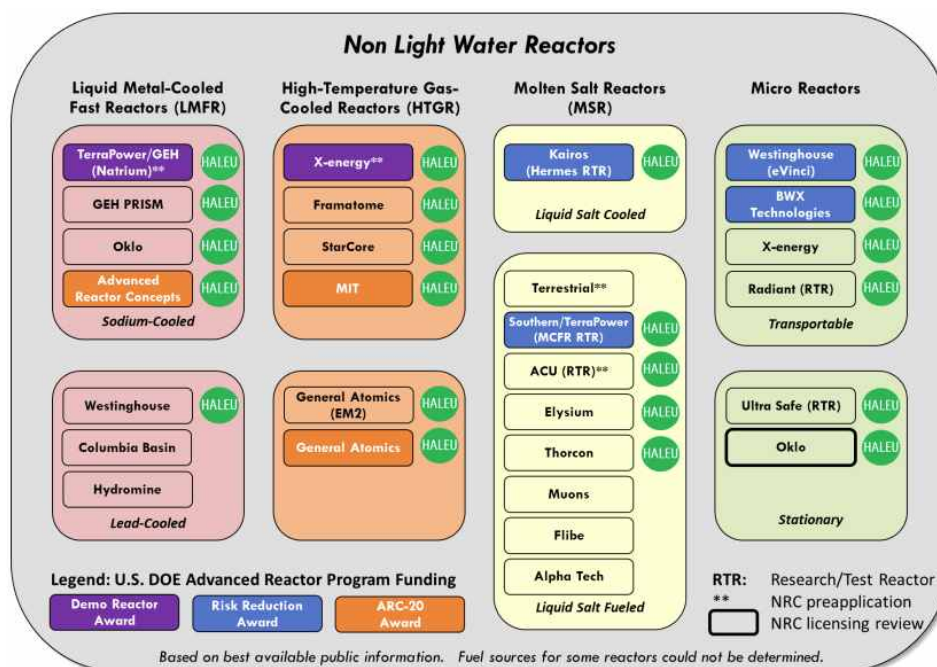 Non Light Water Reactors
Liquid Metal-Cooled
Fast Reactors (LMFR)
TerraPower/GEH
(Natrium)**
HALEU
GEH PRISM
HALEU
Oklo
HALEU
Advanced
Reactor Concepts
HALEU
Sodium-Cooled
Westinghouse
HALEU
Columbia Basin
Hydromine
Lead-Cooled
High-Temperature Gas-
Cooled Reactors (HTGR)
X-energy**
HALEU
Framatome
HALEU
StarCore
HALEU
MIT
HALEU
General Atomics
(EM2)
HALEU
General Atomics
HALEU
Molten Salt Reactors
(MSR)
Kairos
(Hermes RTR)
HALEU
Liquid Salt Cooled
Terrestrial**
Southern/TerraPower
(MCFR RTR)
HALEU
ACU (RTR)**
HALEU
Elysium
HALEU
Thorcon
HALEU
Muons
Flibe
Alpha Tech
Liquid Salt Fueled
Micro Reactors
Westinghouse
(eVinci)
HALEU
BWX
Technologies
HALEU
X-energy
HALEU
Radiant (RTR)
HALEU
Transportable
Ultra Safe (RTR)
HALEU
Oklo
HALEU
Stationary
Legend: U.S. DOE Advanced Reactor Program Funding
Demo Reactor
Award
Risk Reduction
Award
ARC-20
Award
RTR: Research/Test Reactor
** NRC preapplication
NRC licensing review
Based on best available public information. Fuel sources for some reactors could not be determined.